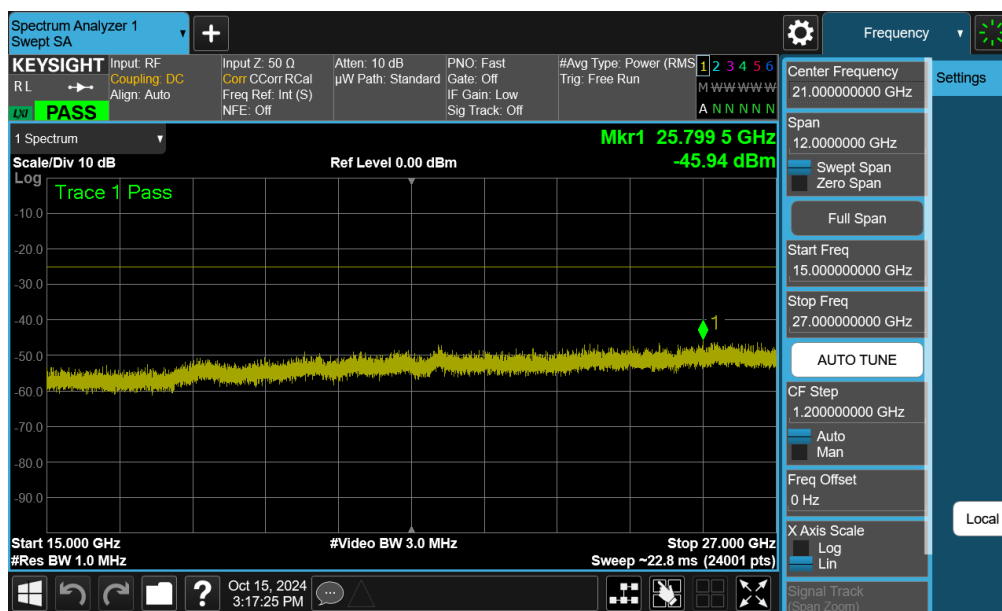 Spectrum Analyzer 1
Swept SA
+
Frequency
KEYSIGHT
RL
LXI
PASS
Input: RF
Coupling: DC
Align: Auto
Input Z: 50 Ω
Corr CCorr RCal
Freq Ref: Int (S)
NFE: Off
Atten: 10 dB
µW Path: Standard
PNO: Fast
Gate: Off
IF Gain: Low
Sig Track: Off
#Avg Type: Power (RMS
Trig: Free Run
1 2 3 4 5 6
M W W W W W
A N N N N N
1 Spectrum
Scale/Div 10 dB
Ref Level 0.00 dBm
Mkr1 25.799 5 GHz
-45.94 dBm
Log
Trace 1 Pass
-10.0
-20.0
-30.0
-40.0
-50.0
-60.0
-70.0
-80.0
-90.0
1
Start 15.000 GHz
#Res BW 1.0 MHz
#Video BW 3.0 MHz
Stop 27.000 GHz
Sweep ~22.8 ms (24001 pts)
?
Oct 15, 2024
3:17:25 PM
Center Frequency
21.000000000 GHz
Span
12.0000000 GHz
Swept Span
Zero Span
Full Span
Start Freq
15.000000000 GHz
Stop Freq
27.000000000 GHz
AUTO TUNE
CF Step
1.200000000 GHz
Auto
Man
Freq Offset
0 Hz
X Axis Scale
Log
Lin
Signal Track
(Span Zoom)
Settings
Local